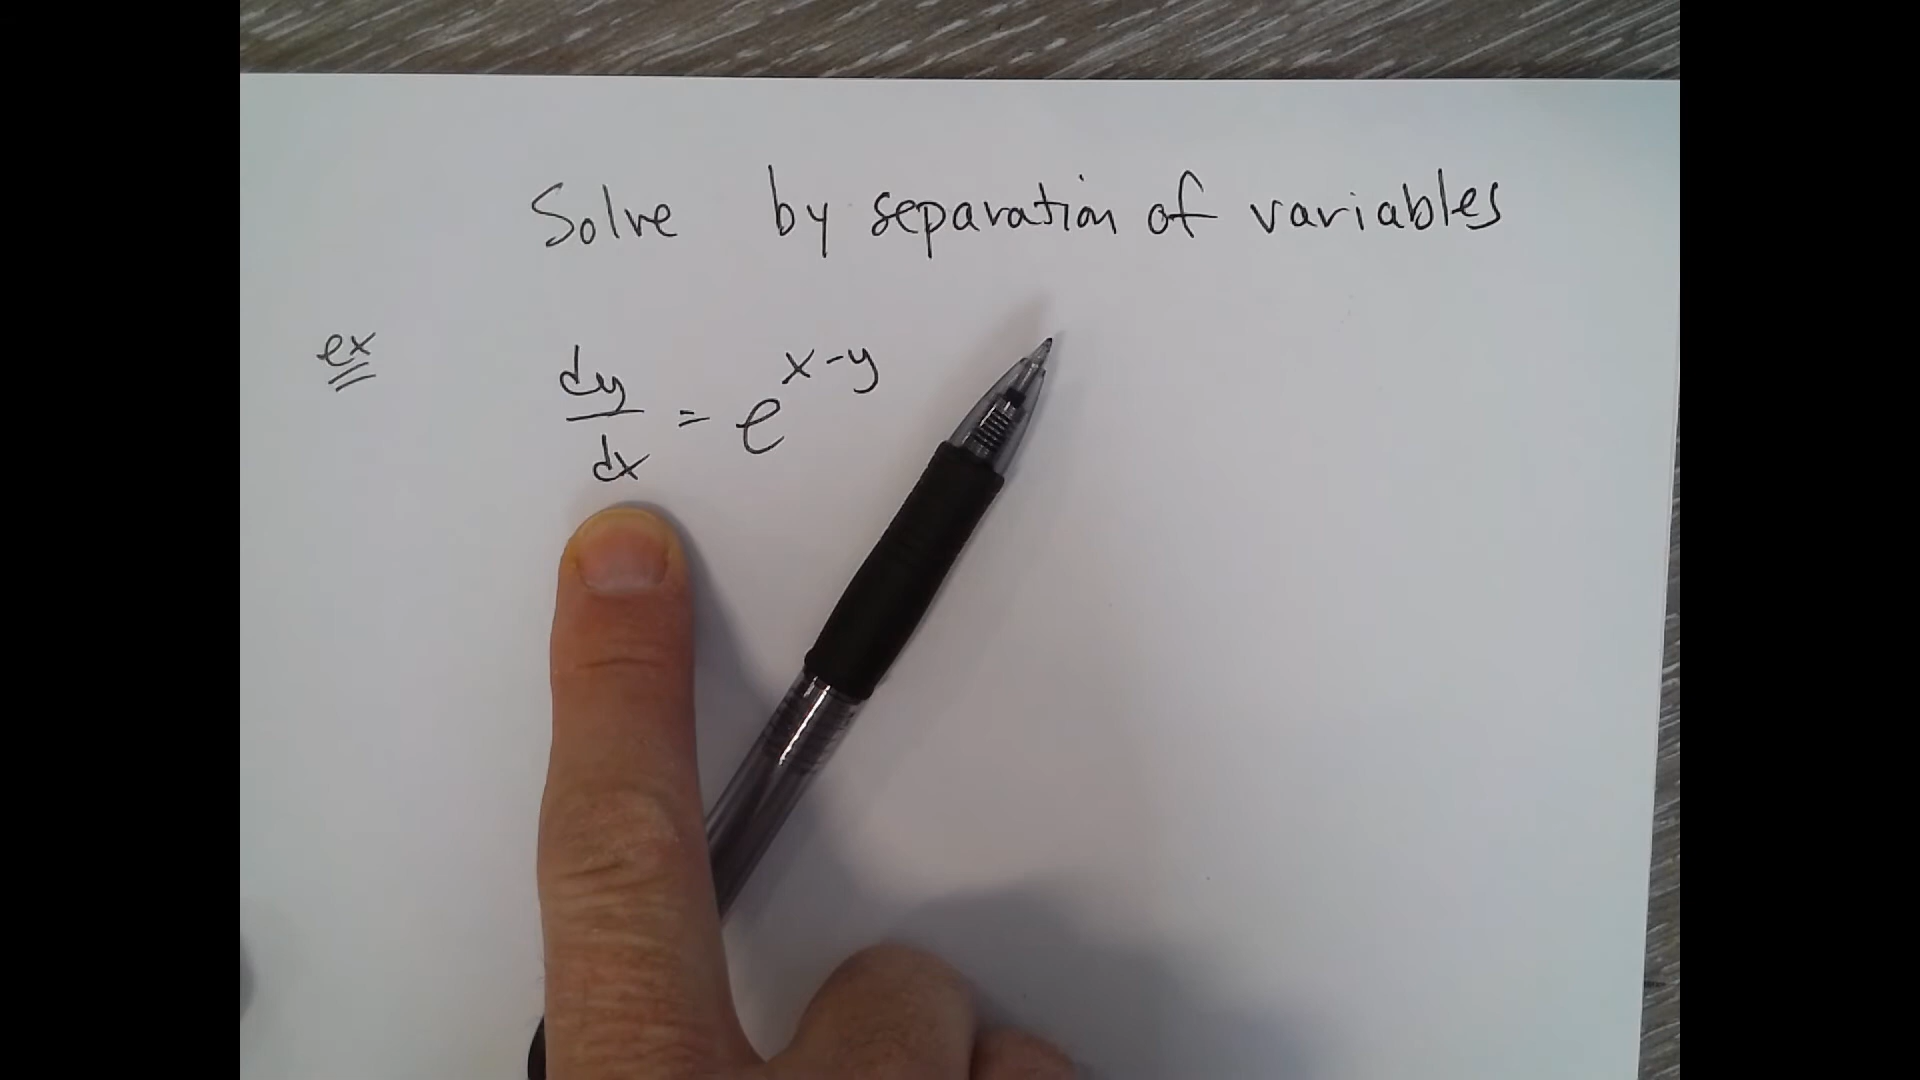 Solve by separation of variables
ex dy/dx = e^(x-y)